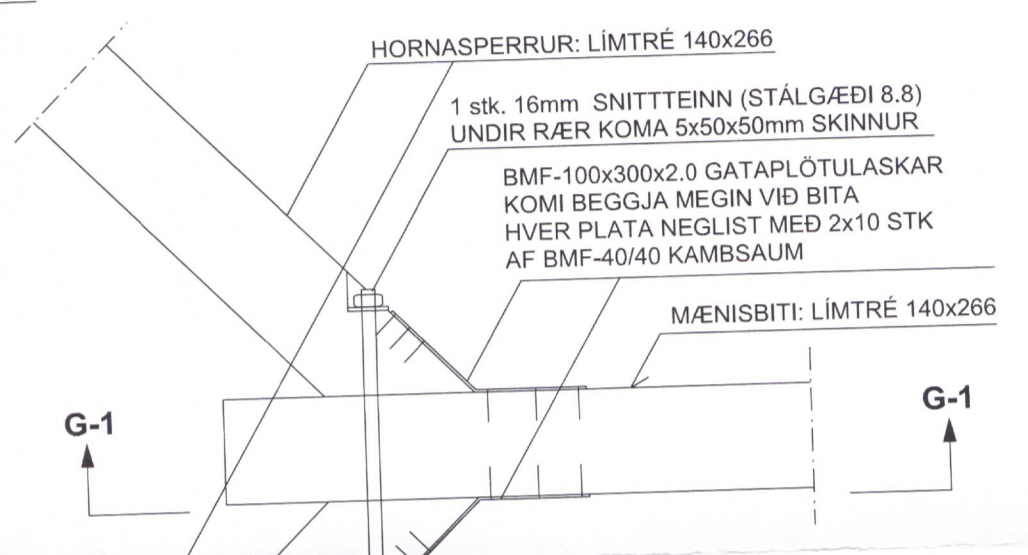 HORNASPERRUR: LÍMTRÉ 140x266
1 stk. 16mm SNITTTEINN (STÁLGÆÐI 8.8)
UNDIR RÆR KOMA 5x50x50mm SKINNUR
BMF-100x300x2.0 GATAPLÖTULASKAR
KOMI BEGGJA MEGIN VIÐ BITA
HVER PLATA NEGLIST MEÐ 2x10 STK
AF BMF-40/40 KAMBSAUM
MÆNISBITI: LÍMTRÉ 140x266
G-1
G-1